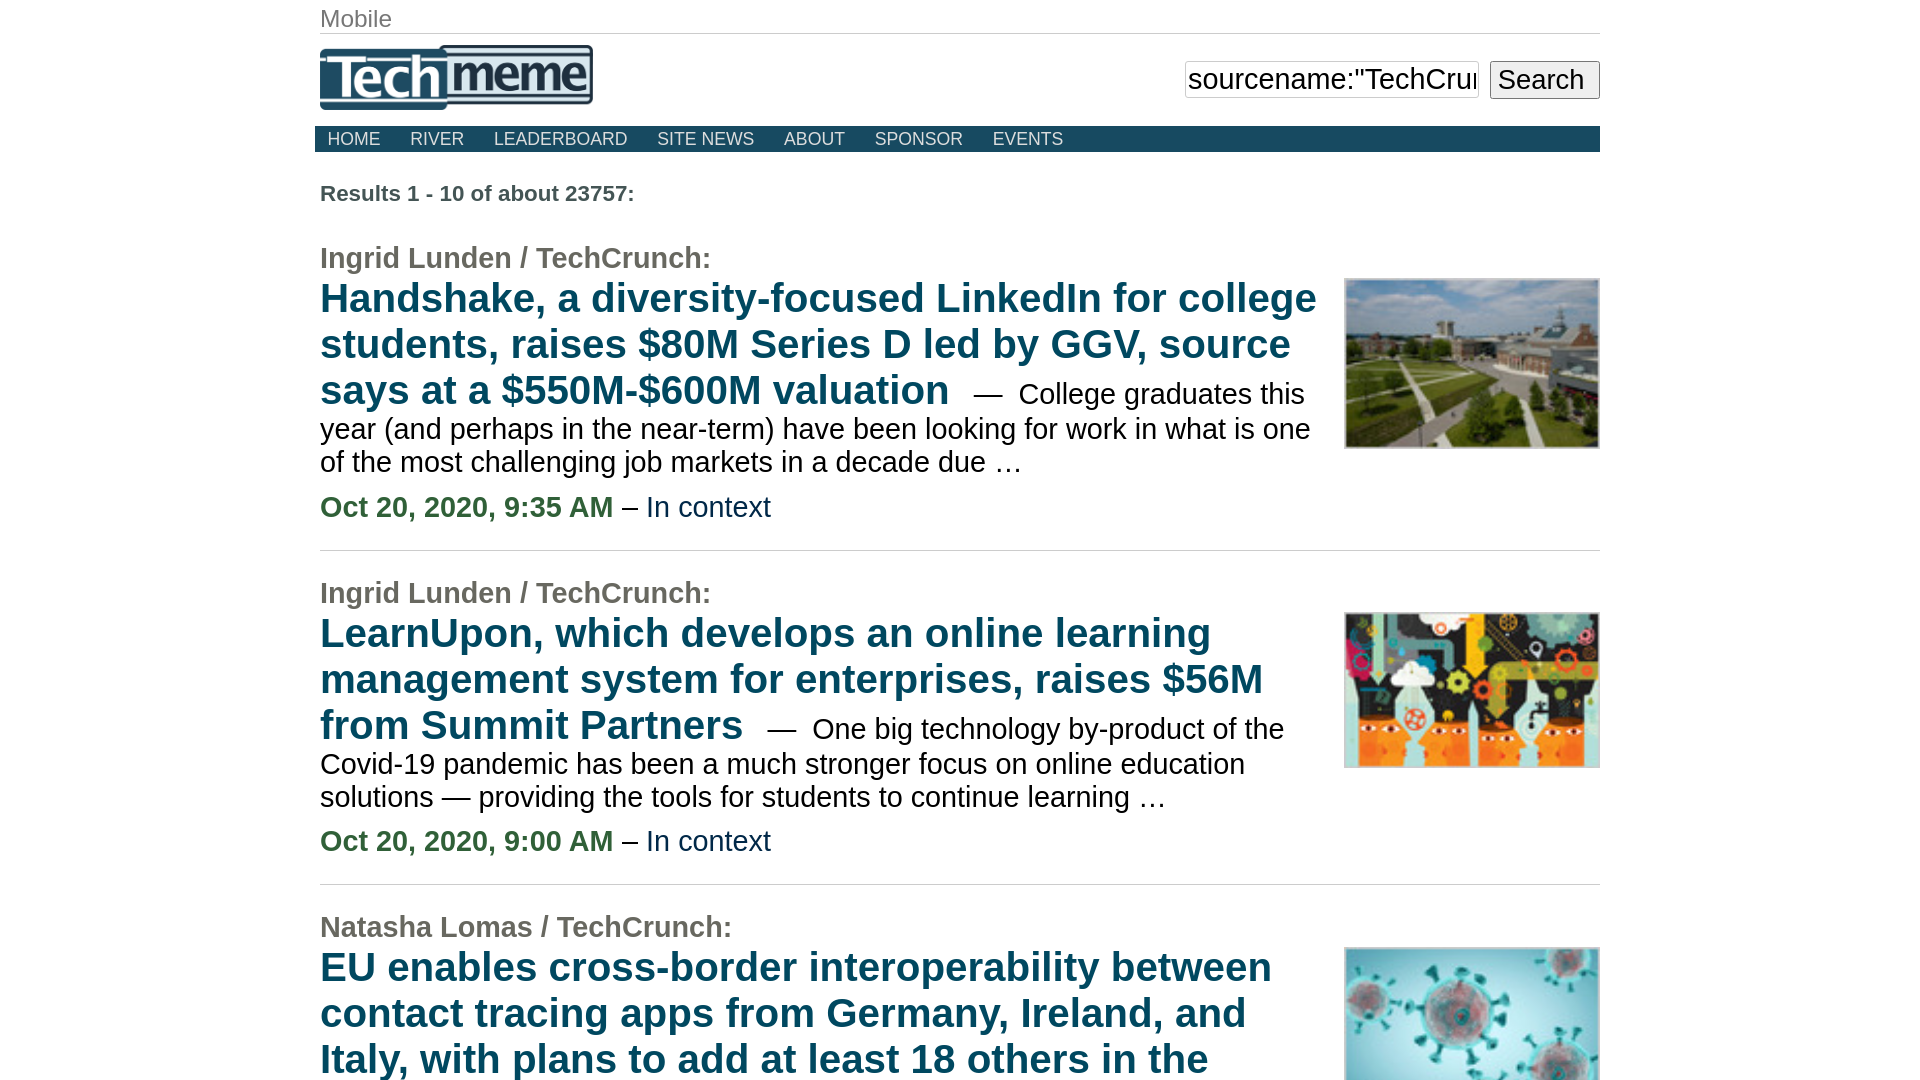 Mobile
Techmeme
sourcename:"TechCrun
Search
HOME RIVER LEADERBOARD SITE NEWS ABOUT SPONSOR EVENTS
Results 1 - 10 of about 23757:
Ingrid Lunden / TechCrunch:
Handshake, a diversity-focused LinkedIn for college
students, raises $80M Series D led by GGV, source
says at a $550M-$600M valuation — College graduates this
year (and perhaps in the near-term) have been looking for work in what is one
of the most challenging job markets in a decade due …
Oct 20, 2020, 9:35 AM – In context
Ingrid Lunden / TechCrunch:
LearnUpon, which develops an online learning
management system for enterprises, raises $56M
from Summit Partners — One big technology by-product of the
Covid-19 pandemic has been a much stronger focus on online education
solutions — providing the tools for students to continue learning …
Oct 20, 2020, 9:00 AM – In context
Natasha Lomas / TechCrunch:
EU enables cross-border interoperability between
contact tracing apps from Germany, Ireland, and
Italy, with plans to add at least 18 others in the